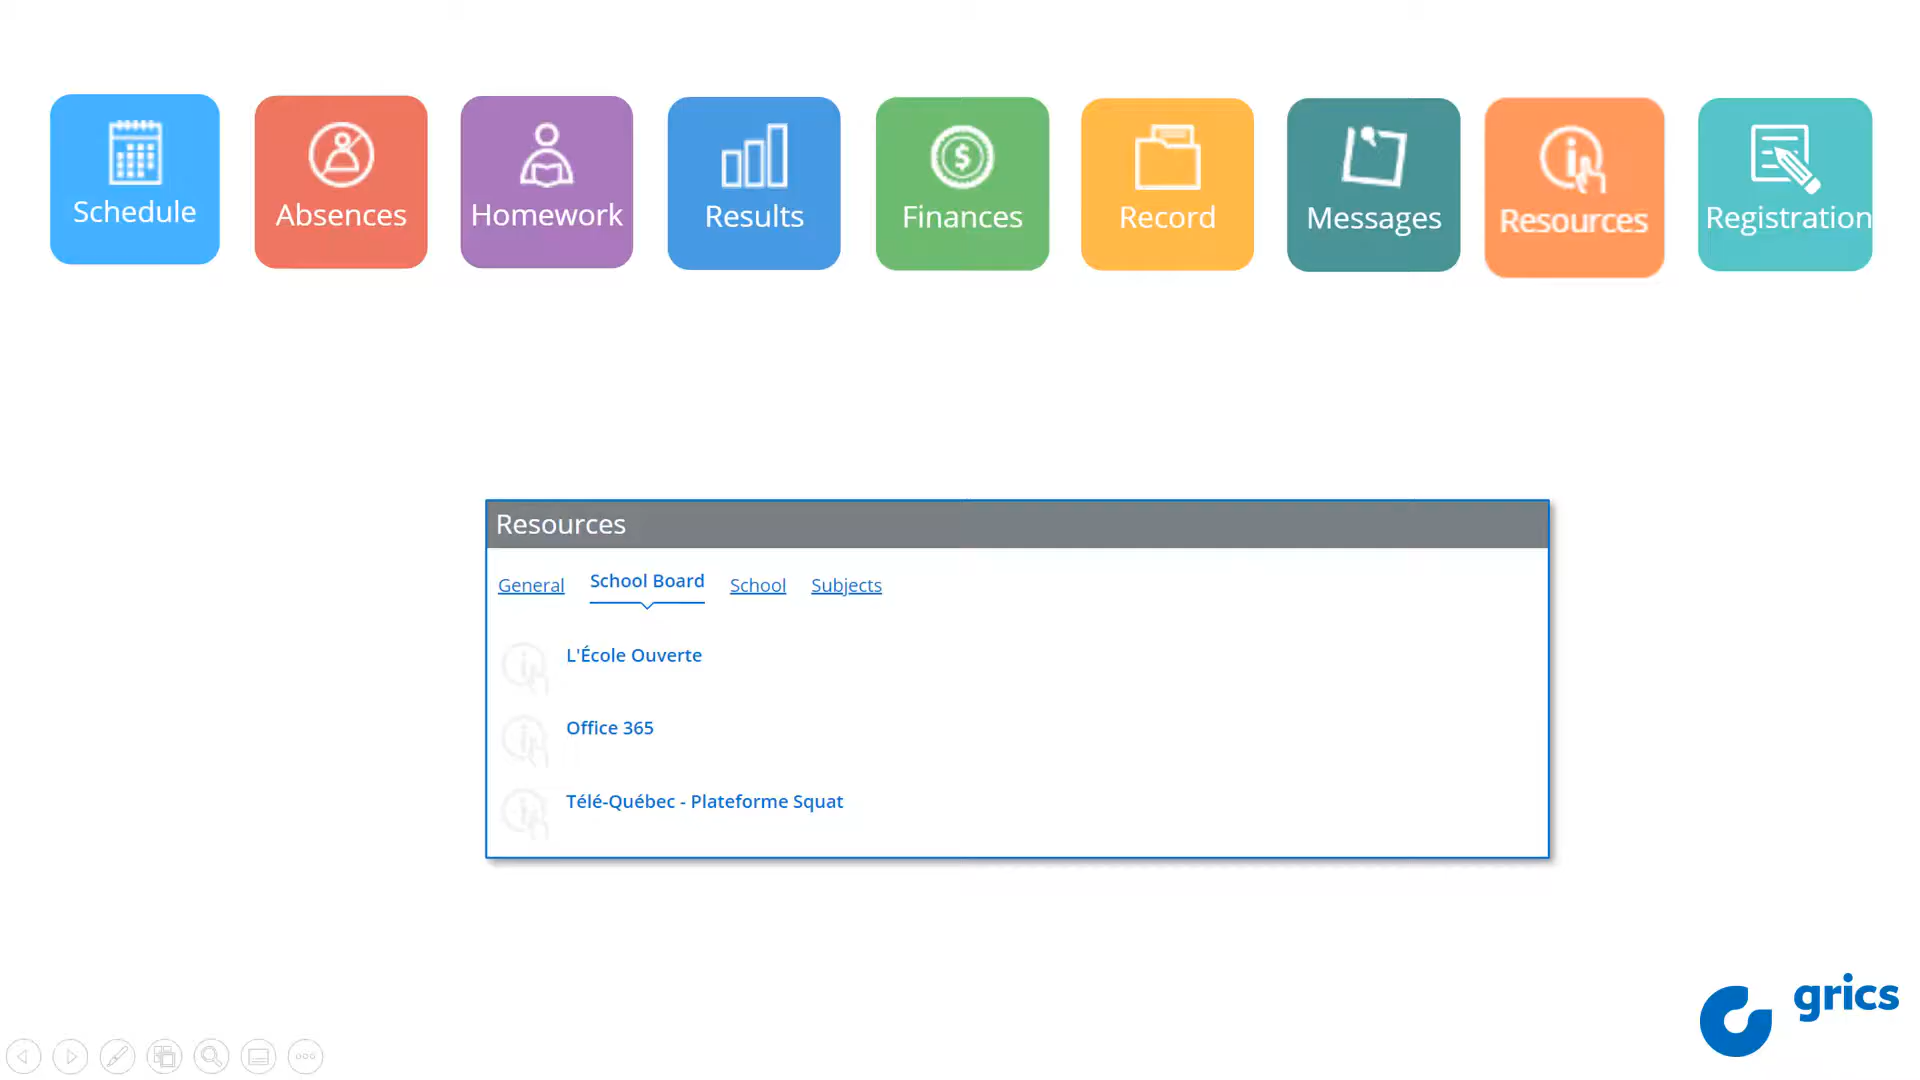 Schedule Absences Homework Results Finances Record Messages Resources Registration
Resources
General School Board School Subjects
L'École Ouverte
Office 365
Télé-Québec - Plateforme Squat
grics